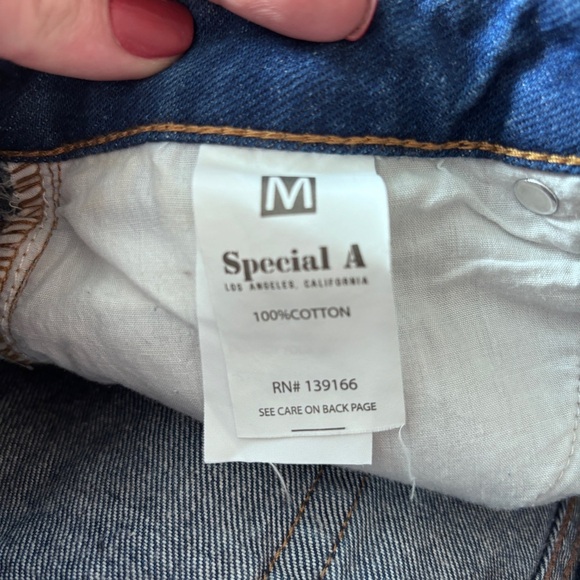 M
Special A
LOS ANGELES, CALIFORNIA
100%COTTON
RN# 139166
SEE CARE ON BACK PAGE